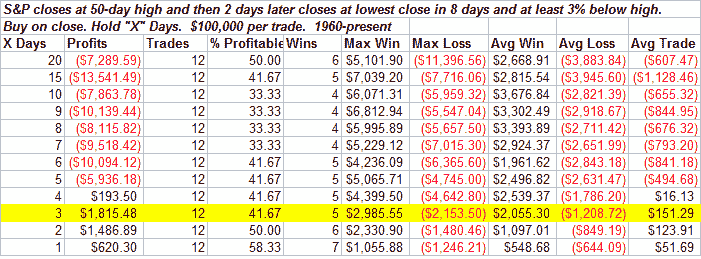 S&P closes at 50-day high and then 2 days later closes at lowest close in 8 days and at least 3% below high.
Buy on close. Hold "X" Days. $100,000 per trade. 1960-present
X Days Profits Trades % Profitable Wins Max Win Max Loss Avg Win Avg Loss Avg Trade
20 ($7,289.59) 12 50.00 6 $5,101.90 ($11,396.56) $2,668.91 ($3,883.84) ($607.47)
15 ($13,541.49) 12 41.67 5 $7,039.20 ($7,716.06) $2,815.54 ($3,945.60) ($1,128.46)
10 ($7,863.78) 12 33.33 4 $6,071.31 ($5,959.32) $3,676.84 ($2,821.39) ($655.32)
9 ($10,139.44) 12 33.33 4 $6,812.94 ($5,547.04) $3,302.49 ($2,918.67) ($844.95)
8 ($8,115.82) 12 33.33 4 $5,995.89 ($5,657.50) $3,393.89 ($2,711.42) ($676.32)
7 ($9,518.42) 12 33.33 4 $5,229.12 ($7,015.30) $2,924.37 ($2,651.99) ($793.20)
6 ($10,094.12) 12 41.67 5 $4,236.09 ($6,365.60) $1,961.62 ($2,843.18) ($841.18)
5 ($5,936.18) 12 41.67 5 $5,065.71 ($4,745.00) $2,496.82 ($2,631.47) ($494.68)
4 $193.50 12 41.67 5 $4,399.50 ($4,642.80) $2,539.37 ($1,786.20) $16.13
3 $1,815.48 12 41.67 5 $2,985.55 ($2,153.50) $2,055.30 ($1,208.72) $151.29
2 $1,486.89 12 50.00 6 $2,330.90 ($1,480.46) $1,097.01 ($849.19) $123.91
1 $620.30 12 58.33 7 $1,055.88 ($1,246.21) $548.68 ($644.09) $51.69